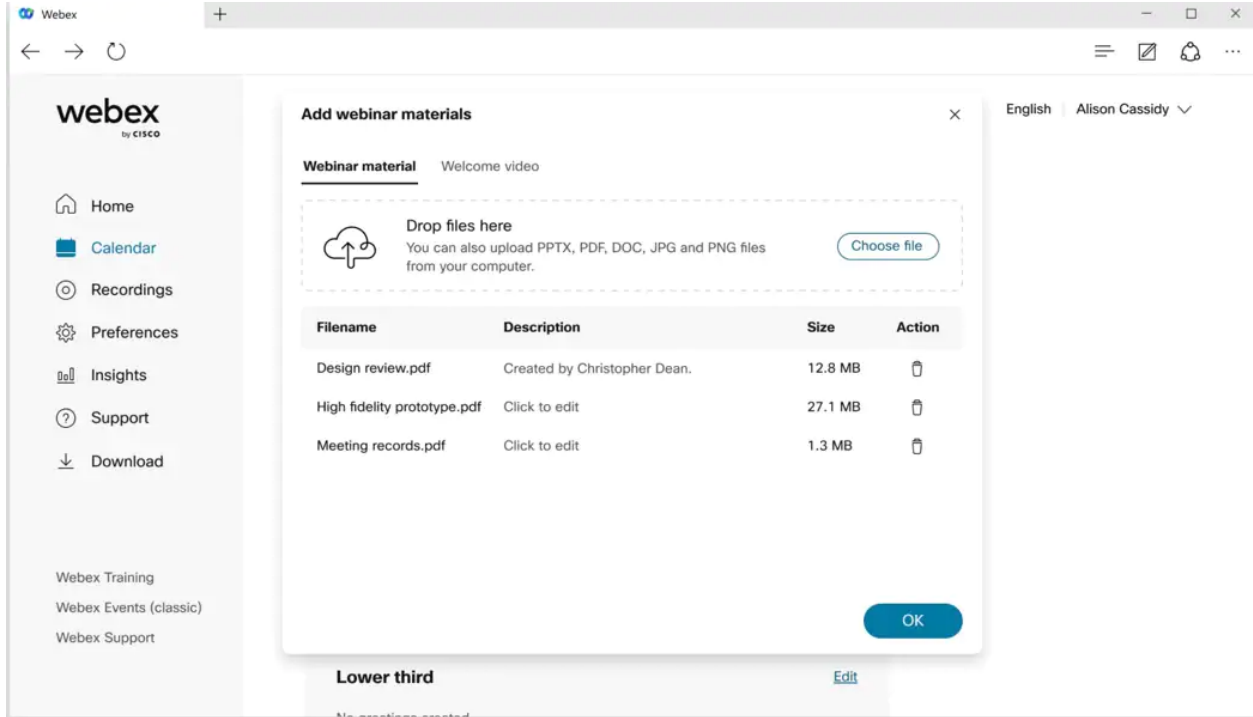 Webex
webex
by CISCO
Home
Calendar
Recordings
Preferences
Insights
Support
Download
Webex Training
Webex Events (classic)
Webex Support
English
Alison Cassidy
Add webinar materials
Webinar material Welcome video
Drop files here
You can also upload PPTX, PDF, DOC, JPG and PNG files
from your computer.
Choose file
Filename Description Size Action
Design review.pdf Created by Christopher Dean. 12.8 MB
High fidelity prototype.pdf Click to edit 27.1 MB
Meeting records.pdf Click to edit 1.3 MB
OK
Lower third Edit
No greetings created